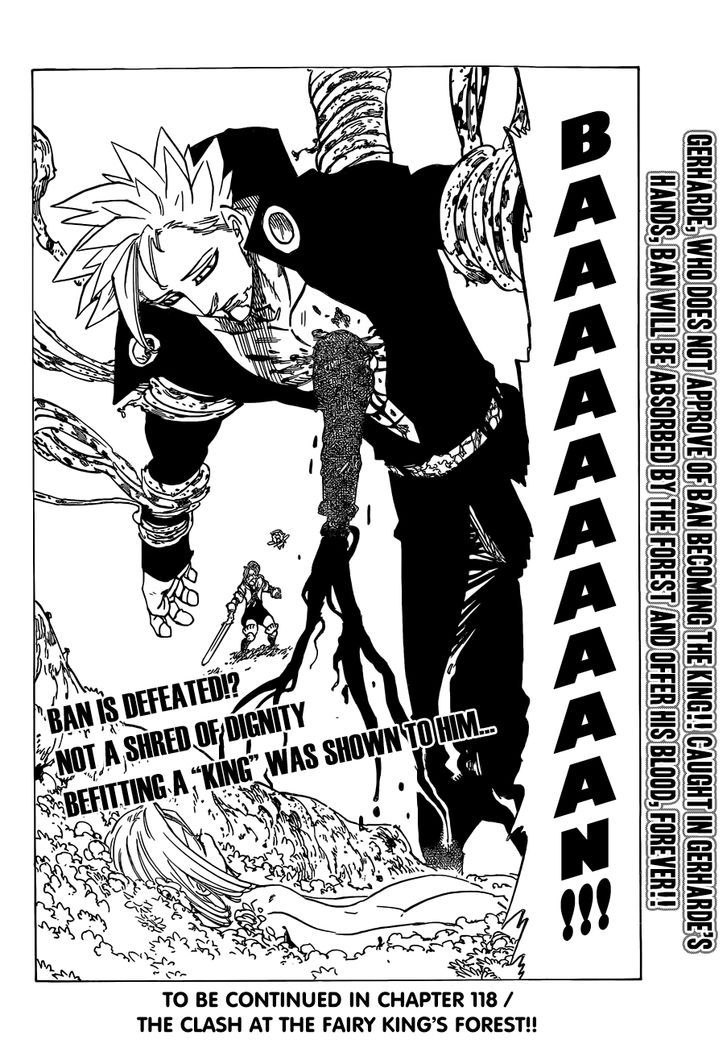 GERHARDE, WHO DOES NOT APPROVE OF BAN BECOMING THE KING!! CAUGHT IN GERHARDE'S
HANDS, BAN WILL BE ABSORBED BY THE FOREST AND OFFER HIS BLOOD, FOREVER!!
BAAAAAAAAAN!!!
BAN IS DEFEATED!?
NOT A SHRED OF DIGNITY
BEFITTING A "KING" WAS SHOWN TO HIM...
TO BE CONTINUED IN CHAPTER 118 /
THE CLASH AT THE FAIRY KING'S FOREST!!